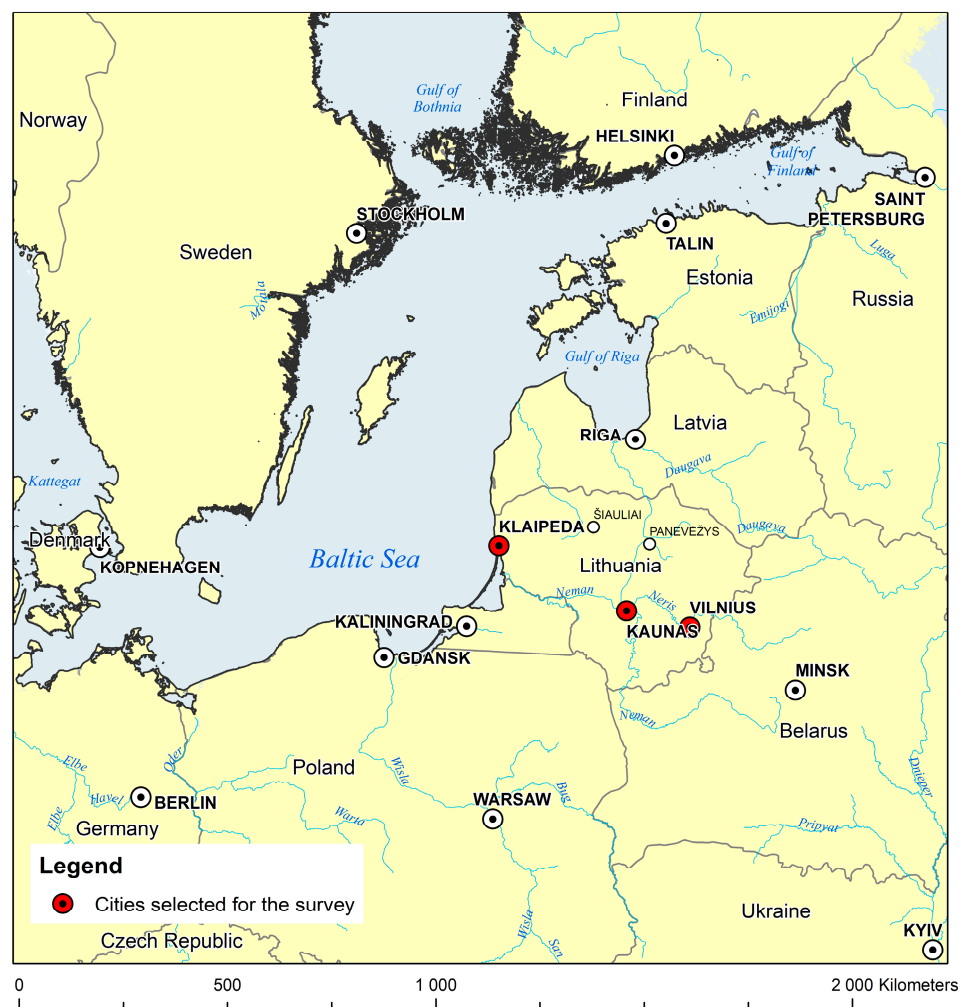 Gulf of
Bothnia
Finland
Norway
HELSINKI
Gulf of
Finland
SAINT
PETERSBURG
STOCKHOLM
TALIN
Sweden
Luga
Estonia
Motala
Russia
Emijogi
Gulf of Riga
Latvia
RIGA
Daugava
Kattegat
ŠIAULIAI
KLAIPEDA
PANEVEŽYS
Daugava
Denmark
Baltic Sea
KOPNEHAGEN
Lithuania
Neman
Neris
VILNIUS
KALININGRAD
KAUNAS
GDANSK
MINSK
Neman
Belarus
Oder
Elbe
Poland
Wisla
Dnieper
Havel
BERLIN
WARSAW
Bug
Elbe
Warta
Germany
Pripyat
Legend
Cities selected for the survey
Ukraine
Wisla
KYIV
Czech Republic
San
0 500 1 000 2 000 Kilometers